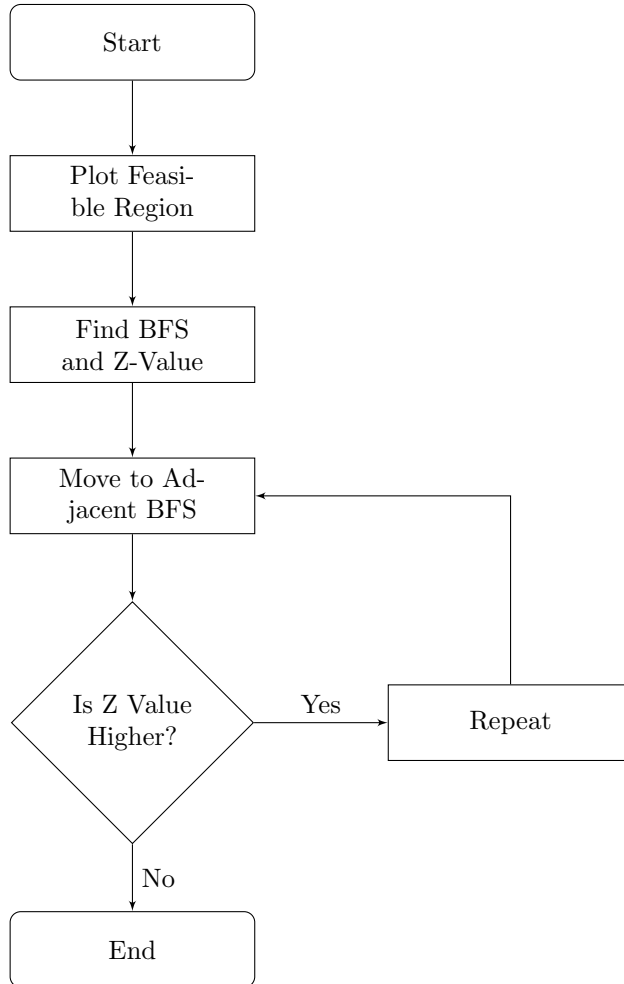 Start
Plot Feasi-
ble Region
Find BFS
and Z-Value
Move to Ad-
jacent BFS
Is Z Value
Higher?
Yes
Repeat
No
End